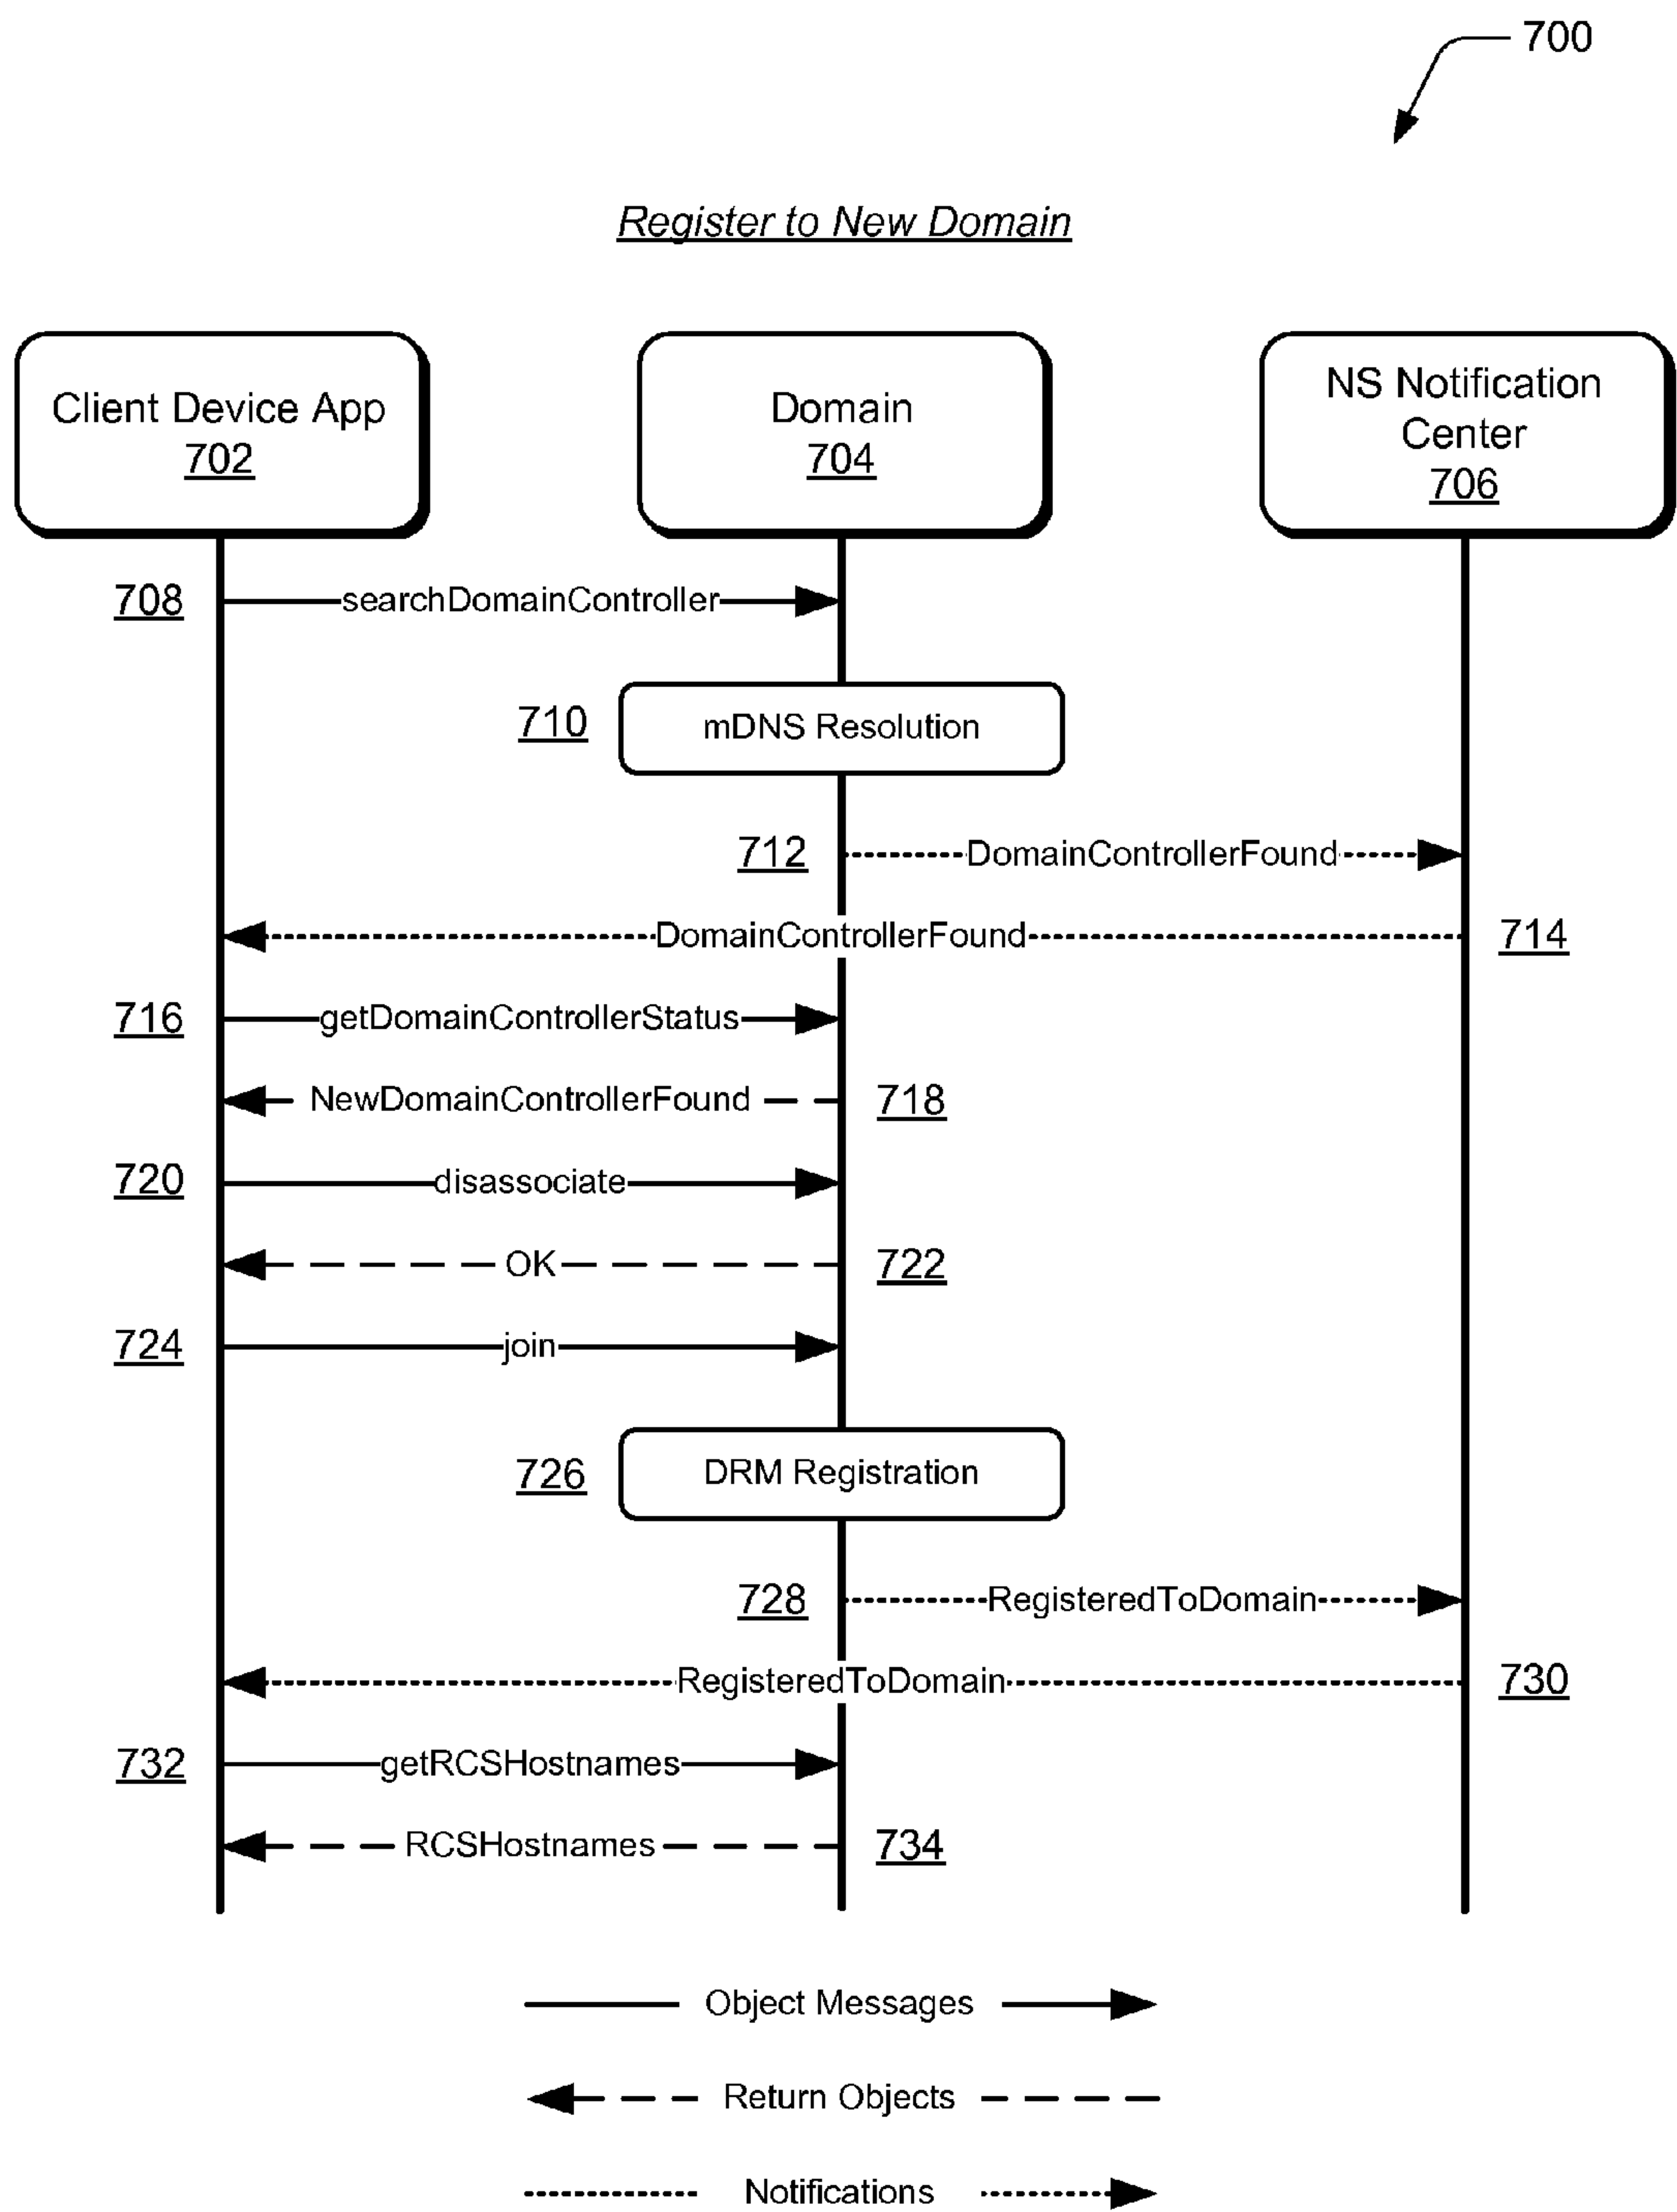 700
Register to New Domain
Client Device App
702
Domain
704
NS Notification
Center
706
708
searchDomainController
710
mDNS Resolution
712
DomainControllerFound
DomainControllerFound
714
716
getDomainControllerStatus
NewDomainControllerFound
718
720
disassociate
OK
722
724
join
726
DRM Registration
728
RegisteredToDomain
RegisteredToDomain
730
732
getRCSHostnames
RCSHostnames
734
Object Messages
Return Objects
Notifications